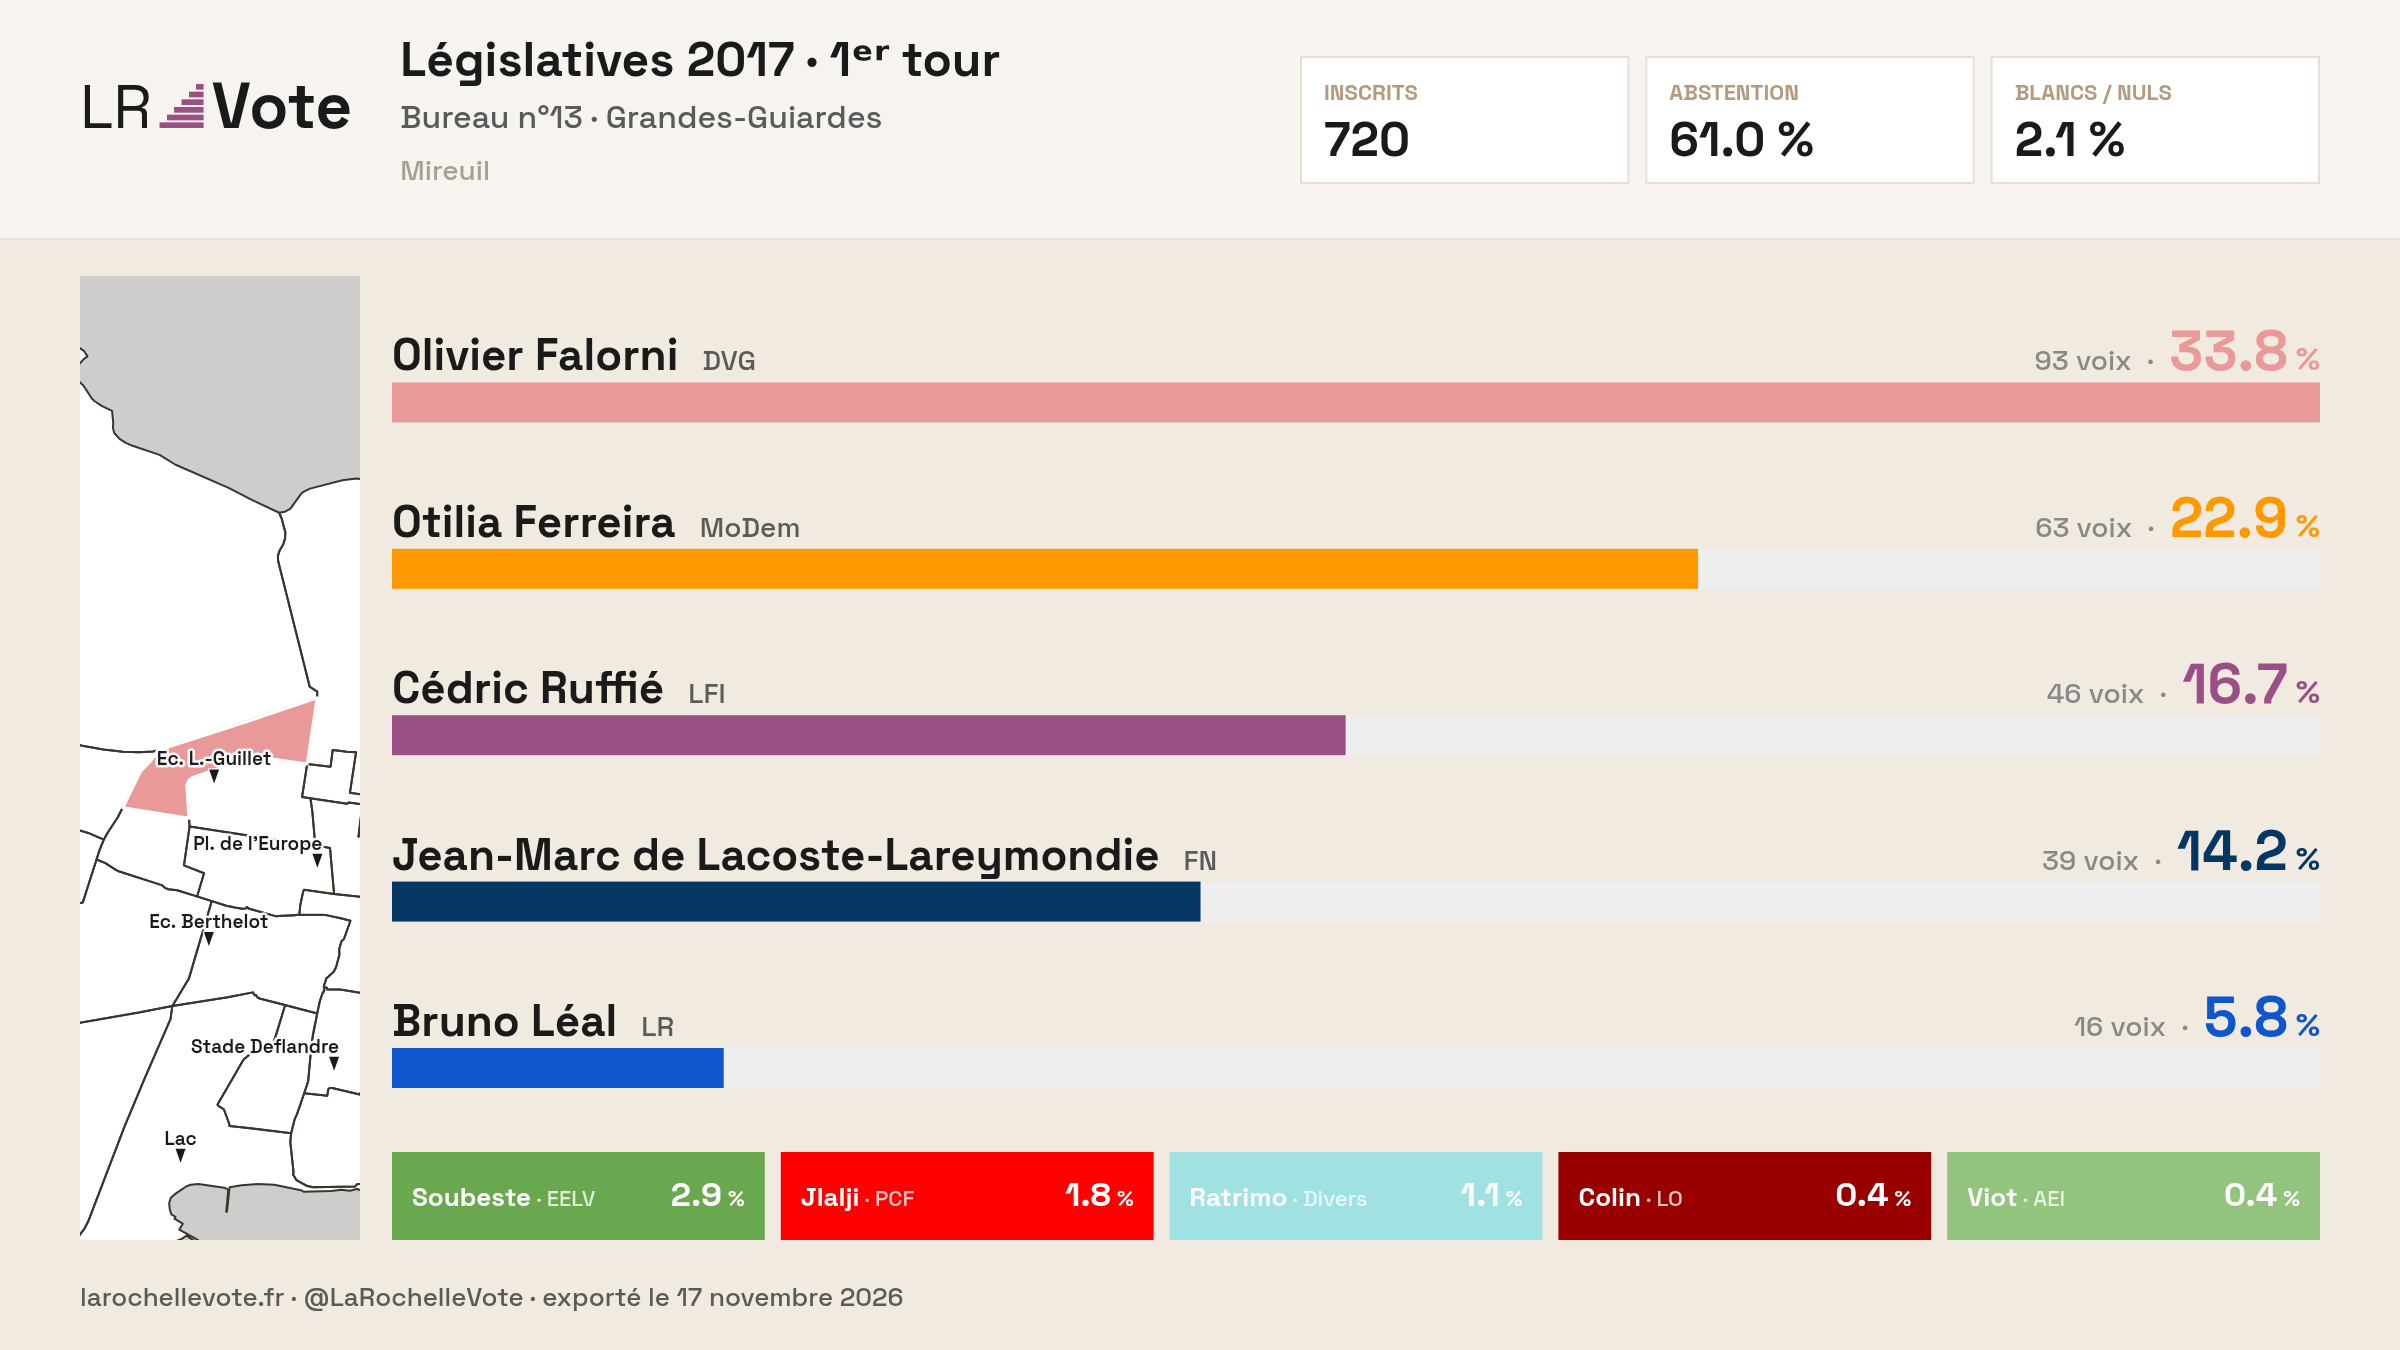 LR Vote
Législatives 2017 · 1er tour
Bureau n°13 · Grandes-Guiardes
Mireuil
INSCRITS
720
ABSTENTION
61.0 %
BLANCS / NULS
2.1 %
Olivier Falorni DVG 93 voix · 33.8 %
Otilia Ferreira MoDem 63 voix · 22.9 %
Cédric Ruffié LFI 46 voix · 16.7 %
Jean-Marc de Lacoste-Lareymondie FN 39 voix · 14.2 %
Bruno Léal LR 16 voix · 5.8 %
Ec. L.-Guillet
Pl. de l'Europe
Ec. Berthelot
Stade Deflandre
Lac
Soubeste · EELV 2.9 %
Jlalji · PCF 1.8 %
Ratrimo · Divers 1.1 %
Colin · LO 0.4 %
Viot · AEI 0.4 %
larochellevote.fr · @LaRochelleVote · exporté le 17 novembre 2026